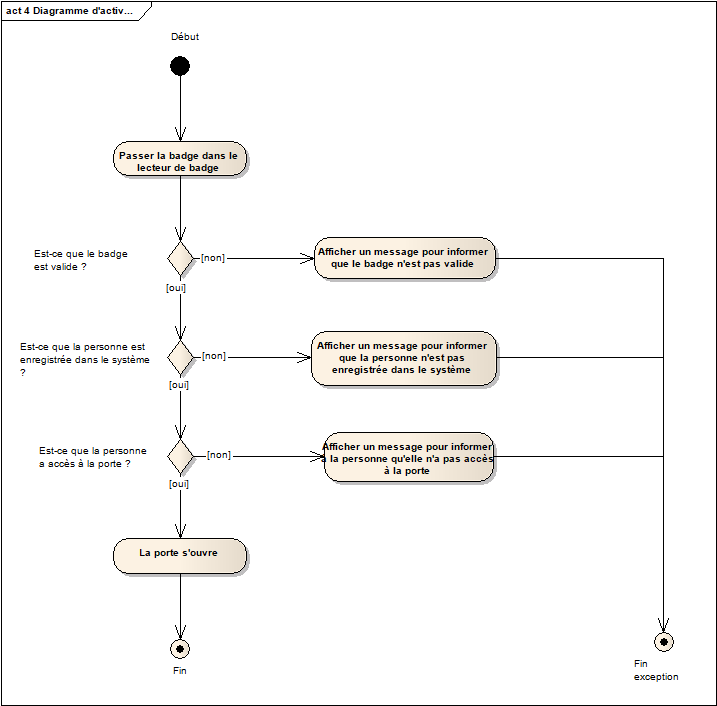 act 4 Diagramme d'activ...
Début
Passer la badge dans le
lecteur de badge
Est-ce que le badge
est valide ?
[non]
Afficher un message pour informer
que le badge n'est pas valide
[oui]
Est-ce que la personne est
enregistrée dans le système
?
[non]
Afficher un message pour informer
que la personne n'est pas
enregistrée dans le système
[oui]
Est-ce que la personne
a accès à la porte ?
[non]
Afficher un message pour informer
à la personne qu'elle n'a pas accès
à la porte
[oui]
La porte s'ouvre
Fin
Fin
exception